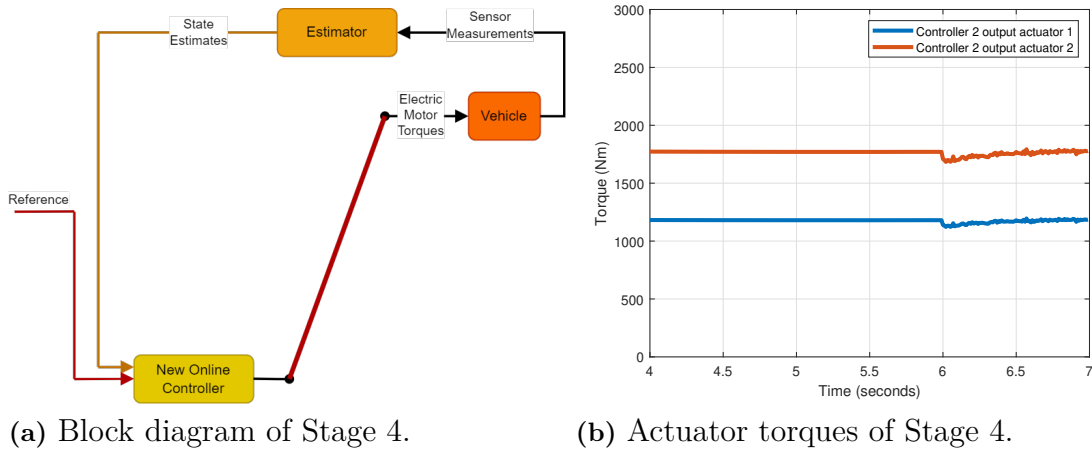 State
Estimates
Estimator
Sensor
Measurements
Electric
Motor
Torques
Vehicle
Reference
New Online
Controller
(a) Block diagram of Stage 4.
Controller 2 output actuator 1
Controller 2 output actuator 2
Torque (Nm)
3000
2500
2000
1500
1000
500
0
4 4.5 5 5.5 6 6.5 7
Time (seconds)
(b) Actuator torques of Stage 4.